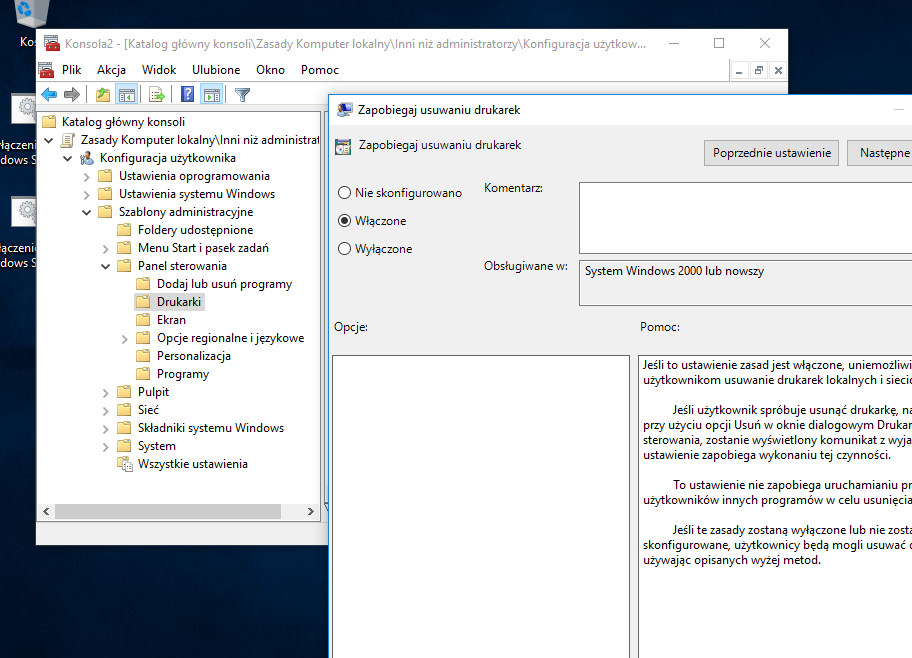 Konsola2 - [Katalog główny konsoli\Zasady Komputer lokalny\Inni niż administratorzy\Konfiguracja użytkow...
Plik Akcja Widok Ulubione Okno Pomoc
Katalog główny konsoli
Zasady Komputer lokalny\Inni niż administrat
Konfiguracja użytkownika
Ustawienia oprogramowania
Ustawienia systemu Windows
Szablony administracyjne
Foldery udostępnione
Menu Start i pasek zadań
Panel sterowania
Dodaj lub usuń programy
Drukarki
Ekran
Opcje regionalne i językowe
Personalizacja
Programy
Pulpit
Sieć
Składniki systemu Windows
System
Wszystkie ustawienia
Zapobiegaj usuwaniu drukarek
Zapobiegaj usuwaniu drukarek
Poprzednie ustawienie
Następne
Nie skonfigurowano
Włączone
Wyłączone
Komentarz:
Obsługiwane w:
System Windows 2000 lub nowszy
Opcje:
Pomoc:
Jeśli to ustawienie zasad jest włączone, uniemożliwi
użytkownikom usuwanie drukarek lokalnych i siecio
Jeśli użytkownik spróbuje usunąć drukarkę, na
przy użyciu opcji Usuń w oknie dialogowym Drukar
sterowania, zostanie wyświetlony komunikat z wyja
ustawienie zapobiega wykonaniu tej czynności.
To ustawienie nie zapobiega uruchamianiu pr
użytkowników innych programów w celu usunięcia
Jeśli te zasady zostaną wyłączone lub nie zosta
skonfigurowane, użytkownicy będą mogli usuwać d
używając opisanych wyżej metod.
Ko
łączenie
dows S
łączenie
dows S